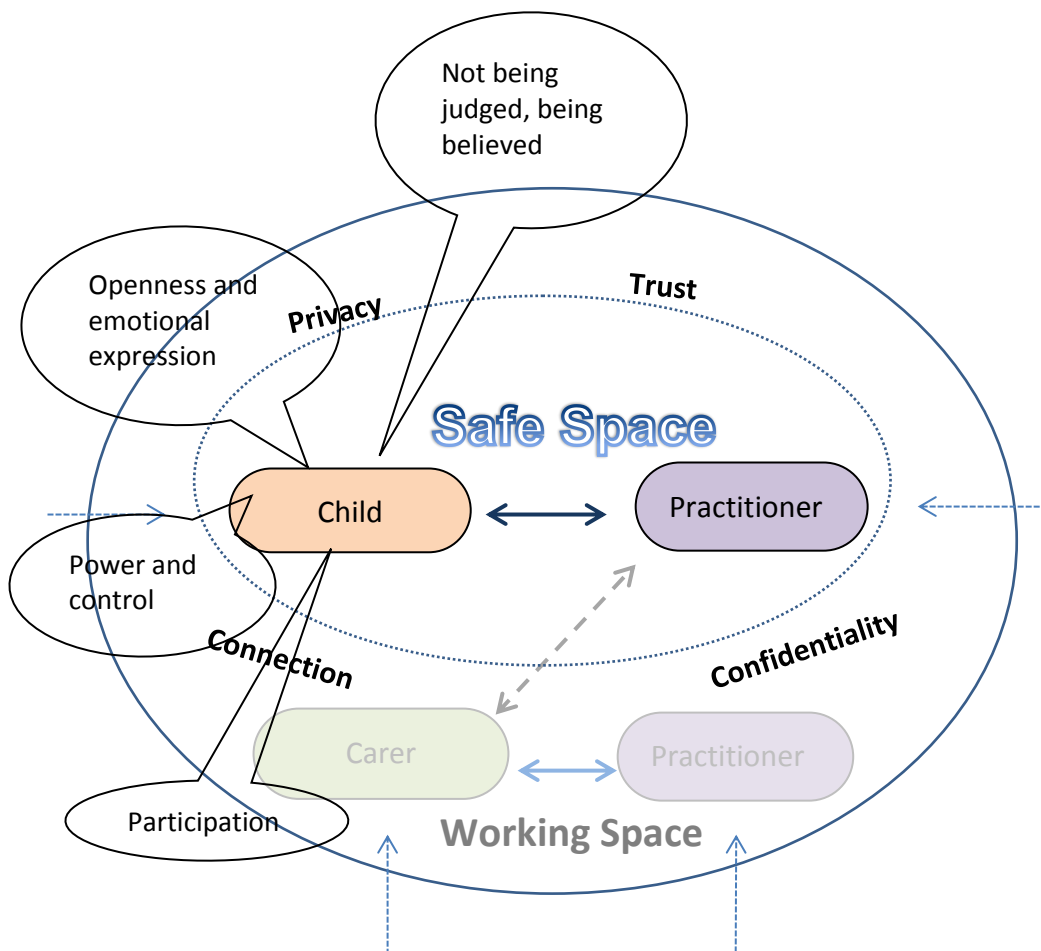 Not being
judged, being
believed
Openness and
emotional
expression
Privacy
Trust
Safe Space
Child
Practitioner
Power and
control
Connection
Confidentiality
Carer
Practitioner
Participation
Working Space